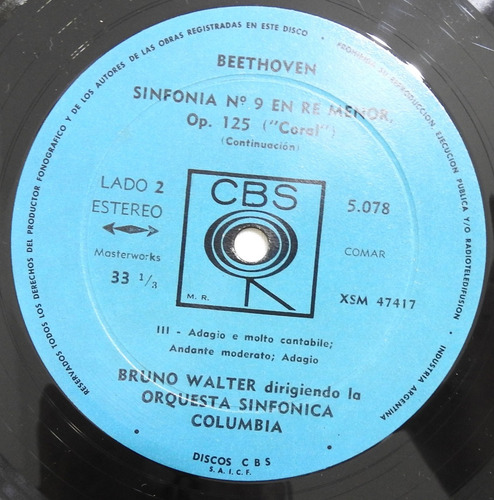 RESERVADOS TODOS LOS DERECHOS DEL PRODUCTOR FONOGRAFICO Y DE LOS AUTORES DE LAS OBRAS REGISTRADAS EN ESTE DISCO • PROHIBIDA SU REPRODUCCION, EJECUCION PUBLICA Y/O RADIOTELEDIFUSION • INDUSTRIA ARGENTINA
BEETHOVEN
SINFONIA Nº 9 EN RE MENOR,
Op. 125 ("Coral")
(Continuación)
LADO 2
ESTEREO
Masterworks
33 1/3
CBS
M. R.
5.078
COMAR
XSM 47417
III - Adagio e molto cantabile;
Andante moderato; Adagio
BRUNO WALTER dirigiendo la
ORQUESTA SINFONICA
COLUMBIA
DISCOS CBS
S. A. I. C. F.